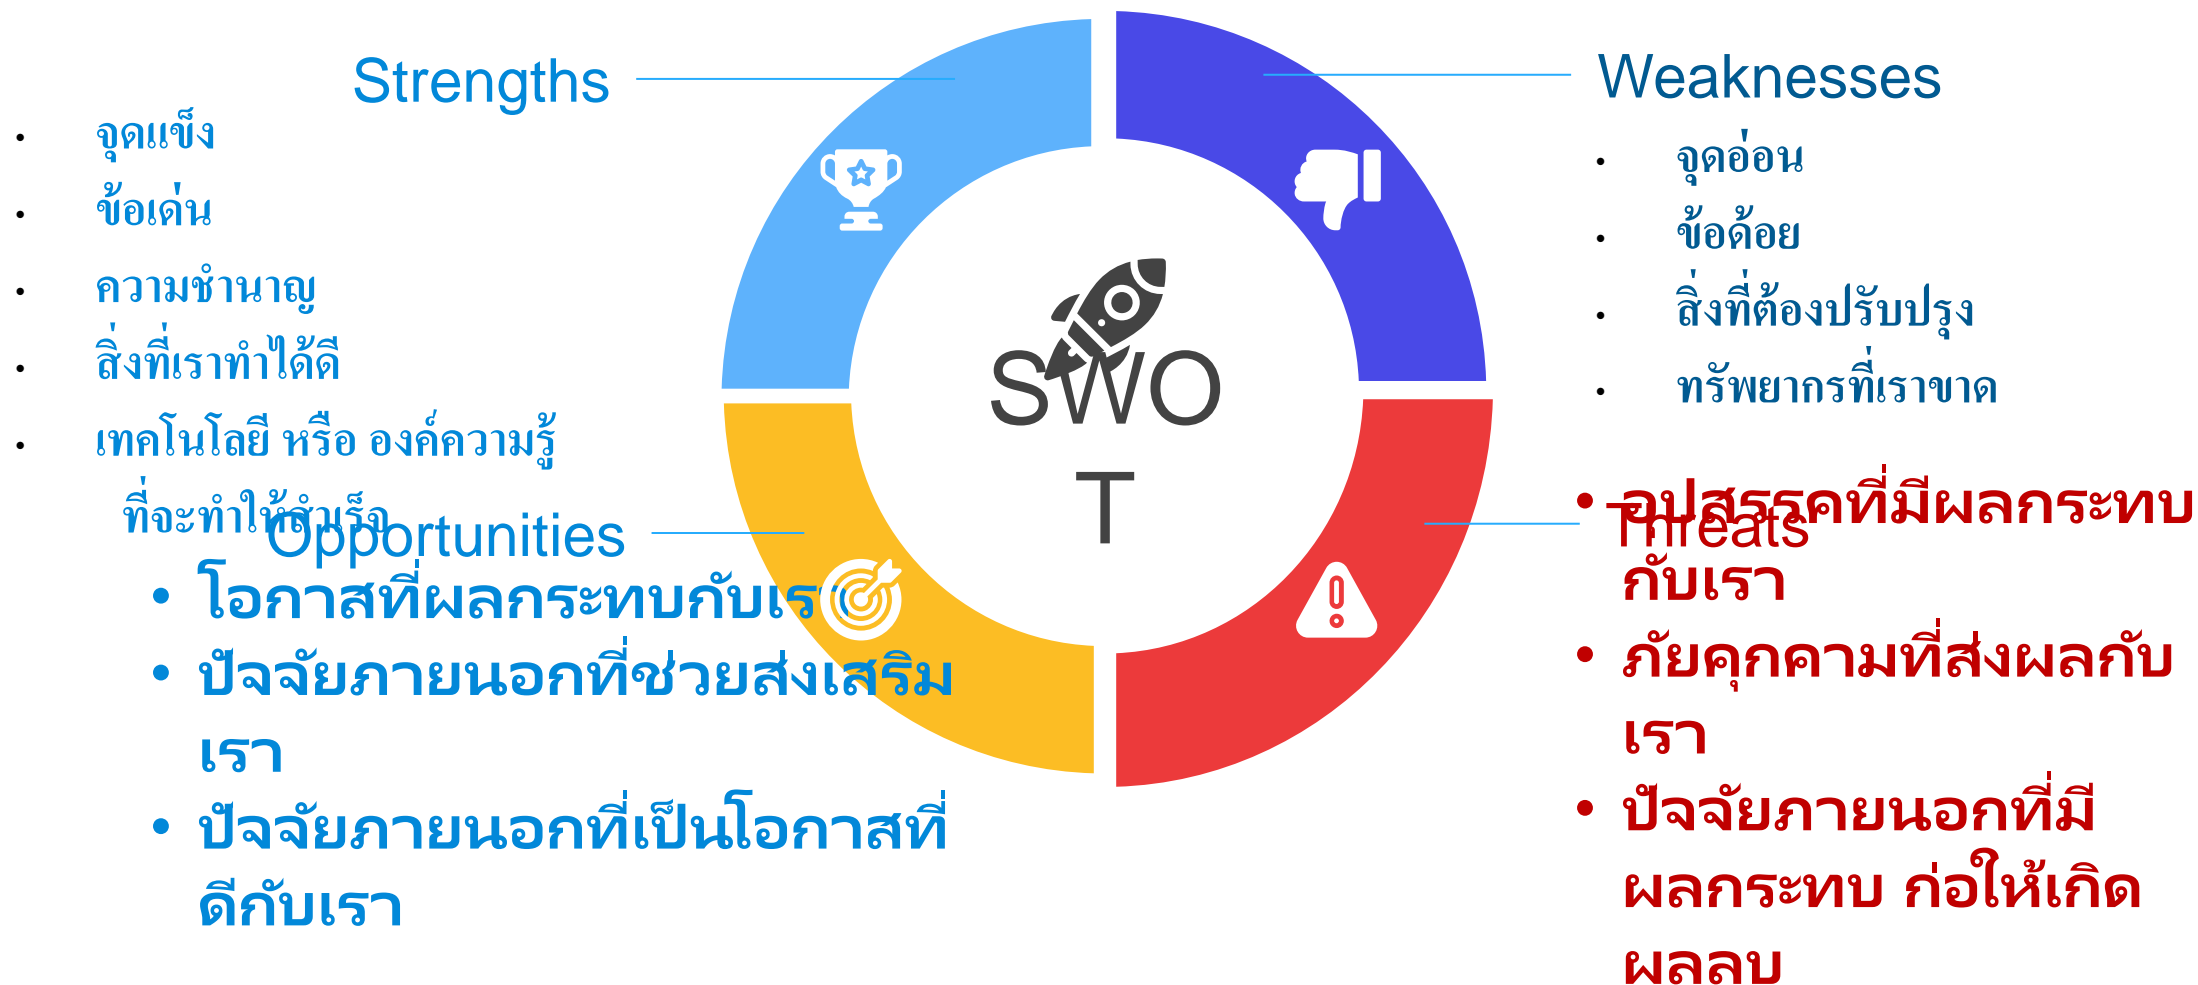 Strengths
• จุดแข็ง
• ข้อเด่น
• ความชำนาญ
• สิ่งที่เราทำได้ดี
• เทคโนโลยี หรือ องค์ความรู้
ที่จะทำให้สำเร็จ
Weaknesses
• จุดอ่อน
• ข้อด้อย
• สิ่งที่ต้องปรับปรุง
• ทรัพยากรที่เราขาด
SWO
T
Opportunities
• โอกาสที่ผลกระทบกับเรา
• ปัจจัยภายนอกที่ช่วยส่งเสริม
เรา
• ปัจจัยภายนอกที่เป็นโอกาสที่
ดีกับเรา
Threats
• อุปสรรคที่มีผลกระทบ
กับเรา
• ภัยคุกคามที่ส่งผลกับ
เรา
• ปัจจัยภายนอกที่มี
ผลกระทบ ก่อให้เกิด
ผลลบ